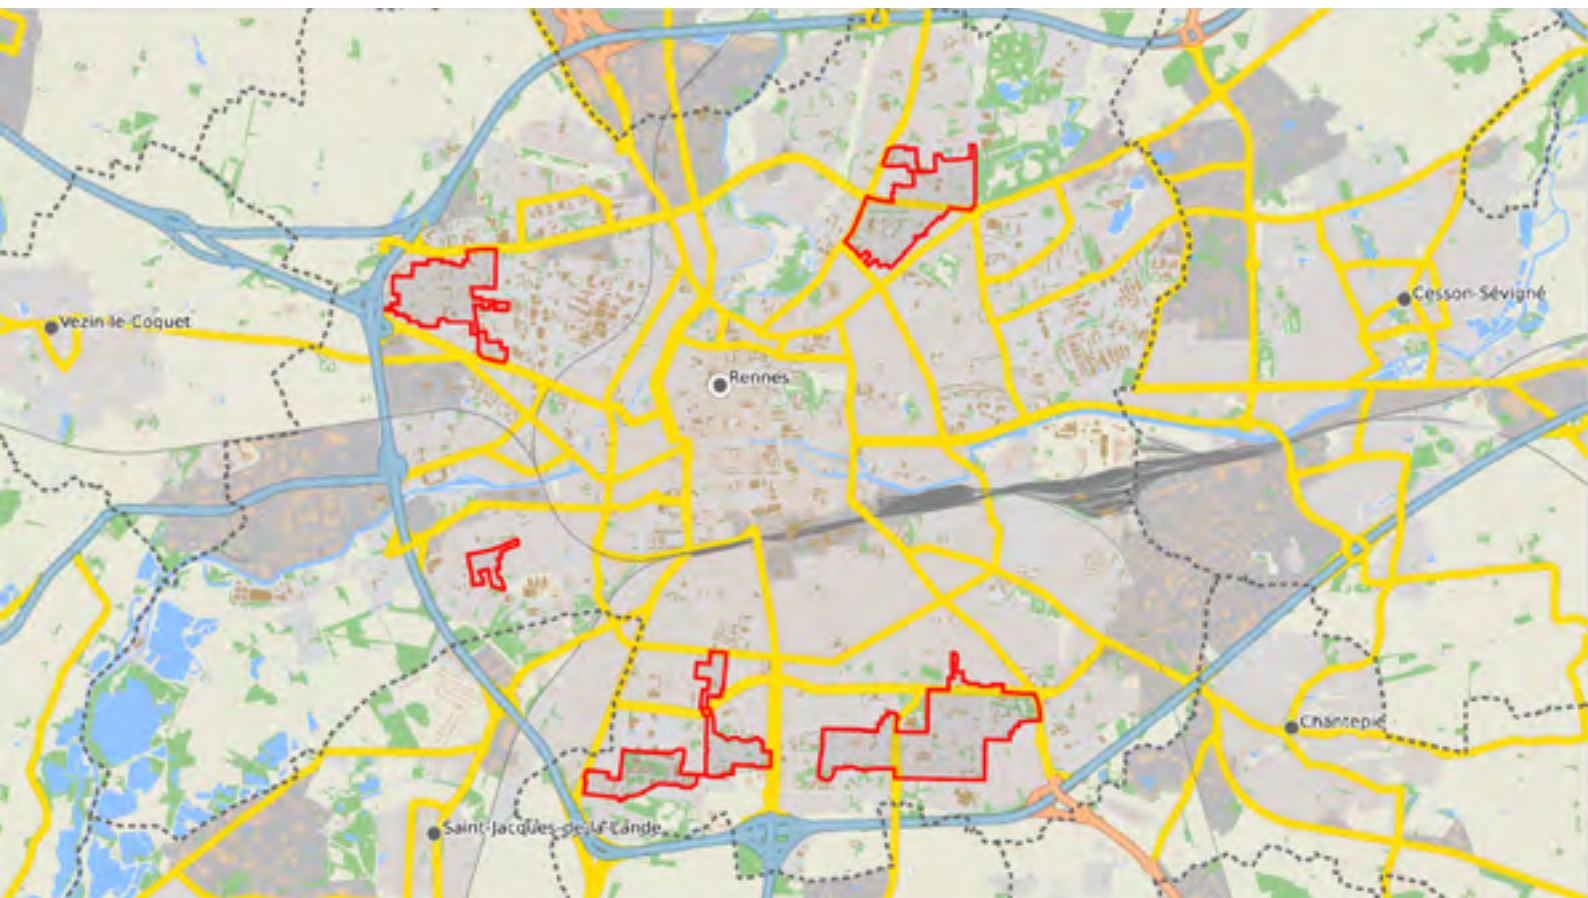 Cesson-Sévigné
Vezin-le-Coquet
Rennes
Chantepie
Saint-Jacques-de-la-Lande